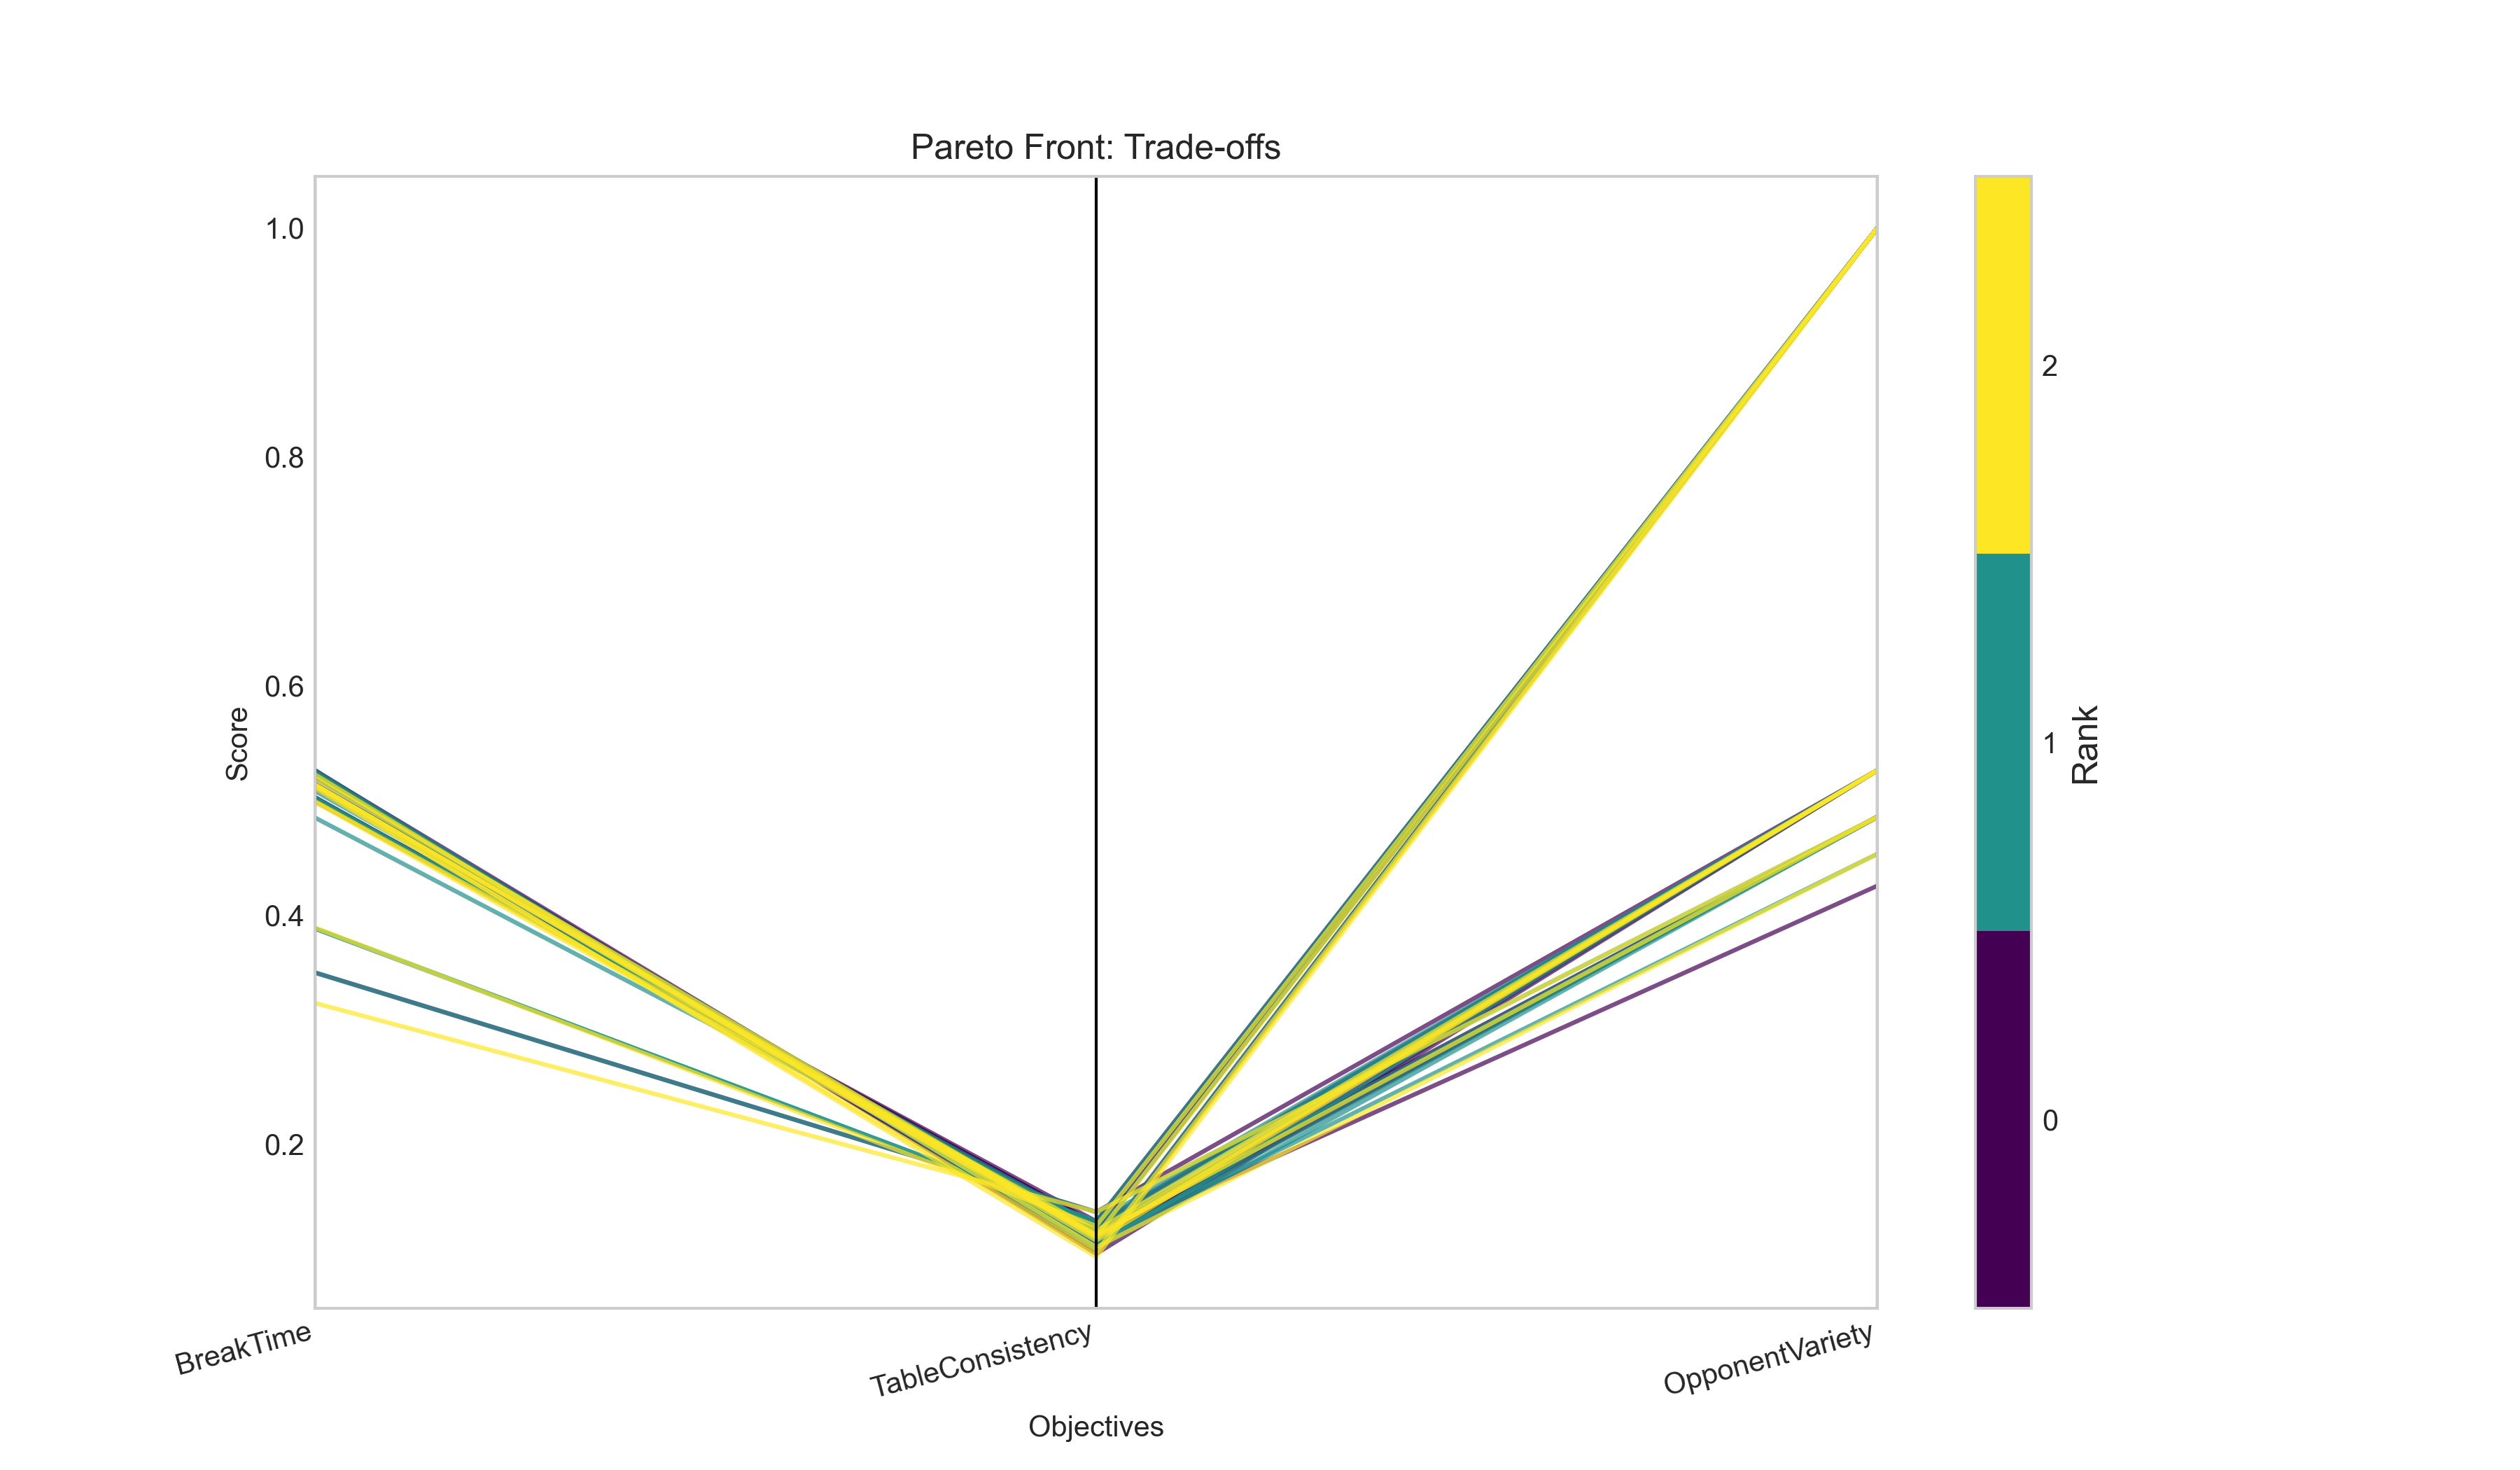 Pareto Front: Trade-offs
1.0
0.8
0.6
0.4
0.2
Score
BreakTime
TableConsistency
OpponentVariety
Objectives
2
1
0
Rank